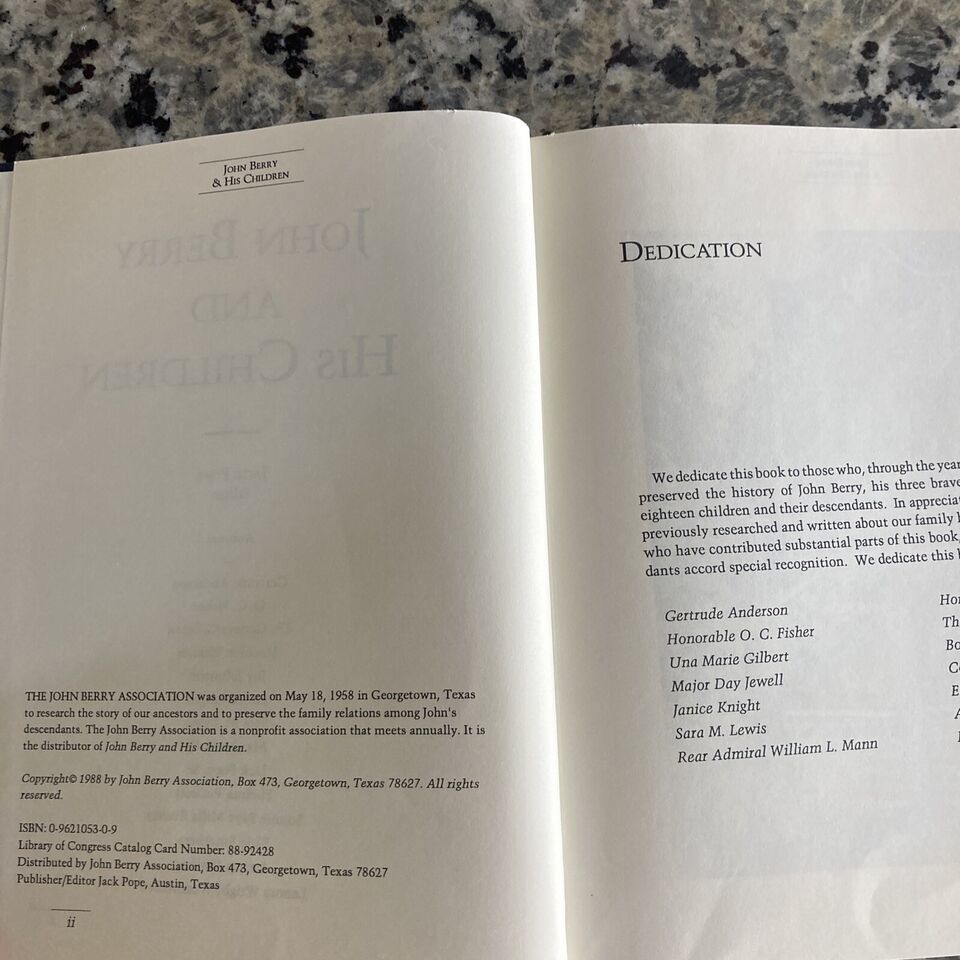 JOHN BERRY
& HIS CHILDREN
JOHN BERRY
AND
HIS CHILDREN
THE JOHN BERRY ASSOCIATION was organized on May 18, 1958 in Georgetown, Texas
to research the story of our ancestors and to preserve the family relations among John's
descendants. The John Berry Association is a nonprofit association that meets annually. It is
the distributor of John Berry and His Children.
Copyright© 1988 by John Berry Association, Box 473, Georgetown, Texas 78627. All rights
reserved.
ISBN: 0-9621053-0-9
Library of Congress Catalog Card Number: 88-92428
Distributed by John Berry Association, Box 473, Georgetown, Texas 78627
Publisher/Editor Jack Pope, Austin, Texas
ii
DEDICATION
We dedicate this book to those who, through the year
preserved the history of John Berry, his three brave
eighteen children and their descendants. In apprecia
previously researched and written about our family
who have contributed substantial parts of this book,
dants accord special recognition. We dedicate this
Gertrude Anderson
Honorable O. C. Fisher
Una Marie Gilbert
Major Day Jewell
Janice Knight
Sara M. Lewis
Rear Admiral William L. Mann
Ho
Th
Bo
C
E
A